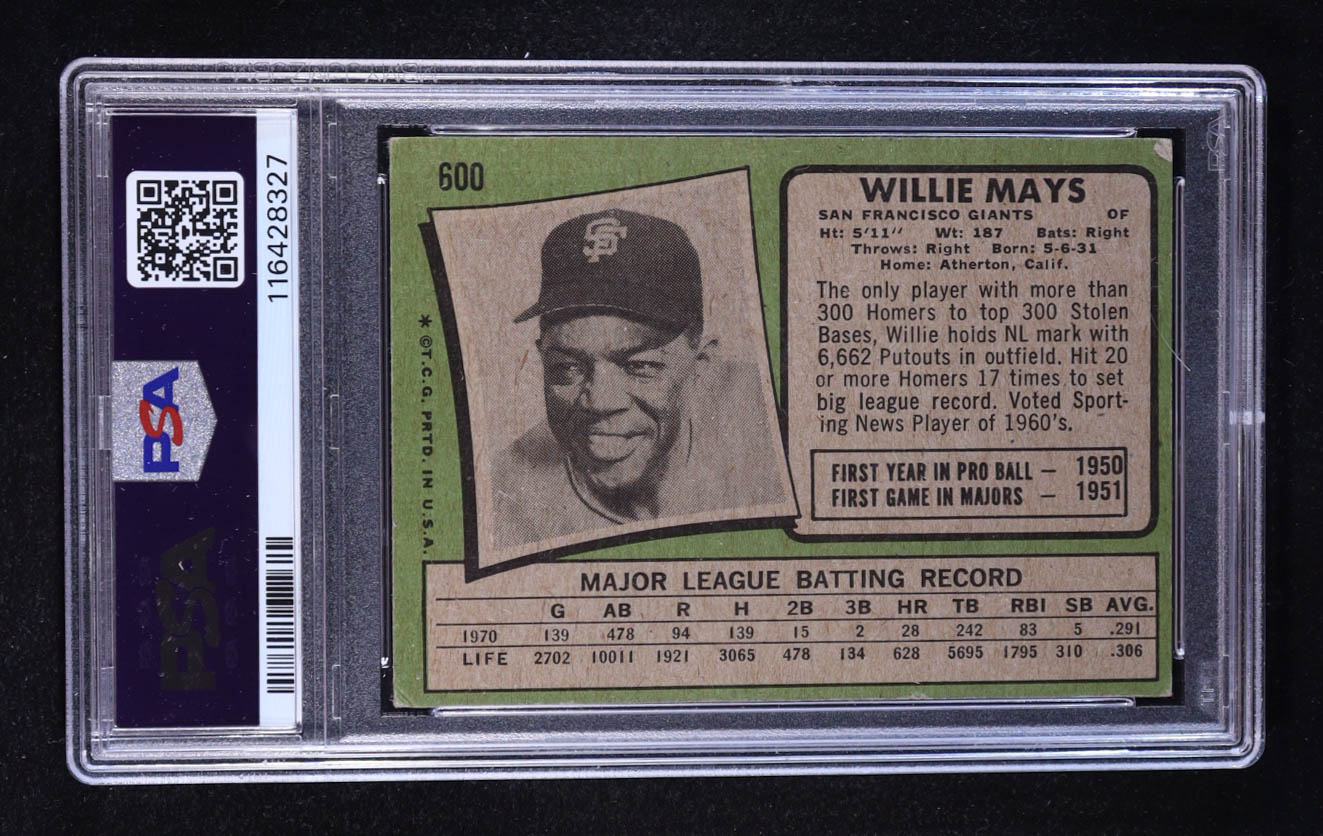 116428327
PSA
PSA
600
* ©T.C.G. PRTD. IN U.S.A.
SF
WILLIE MAYS
SAN FRANCISCO GIANTS OF
Ht: 5'11" Wt: 187 Bats: Right
Throws: Right Born: 5-6-31
Home: Atherton, Calif.
The only player with more than
300 Homers to top 300 Stolen
Bases, Willie holds NL mark with
6,662 Putouts in outfield. Hit 20
or more Homers 17 times to set
big league record. Voted Sport-
ing News Player of 1960's.
FIRST YEAR IN PRO BALL — 1950
FIRST GAME IN MAJORS — 1951
MAJOR LEAGUE BATTING RECORD
G AB R H 2B 3B HR TB RBI SB AVG.
1970 139 478 94 139 15 2 28 242 83 5 .291
LIFE 2702 10011 1921 3065 478 134 628 5695 1795 310 .306